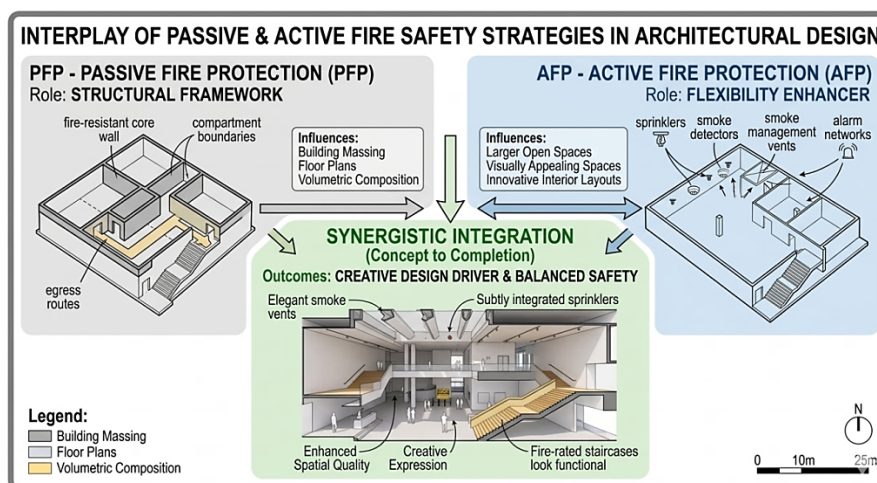 INTERPLAY OF PASSIVE & ACTIVE FIRE SAFETY STRATEGIES IN ARCHITECTURAL DESIGN
PFP - PASSIVE FIRE PROTECTION (PFP)
Role: STRUCTURAL FRAMEWORK
fire-resistant core
wall
compartment
boundaries
egress
routes
Influences:
Building Massing
Floor Plans
Volumetric Composition
AFP - ACTIVE FIRE PROTECTION (AFP)
Role: FLEXIBILITY ENHANCER
Influences:
Larger Open Spaces
Visually Appealing Spaces
Innovative Interior Layouts
sprinklers
smoke
detectors
smoke
management
vents
alarm
networks
SYNERGISTIC INTEGRATION
(Concept to Completion)
Outcomes: CREATIVE DESIGN DRIVER & BALANCED SAFETY
Elegant smoke
vents
Subtly integrated sprinklers
Enhanced
Spatial Quality
Creative
Expression
Fire-rated staircases
look functional
Legend:
Building Massing
Floor Plans
Volumetric Composition
N
0 10m 25m